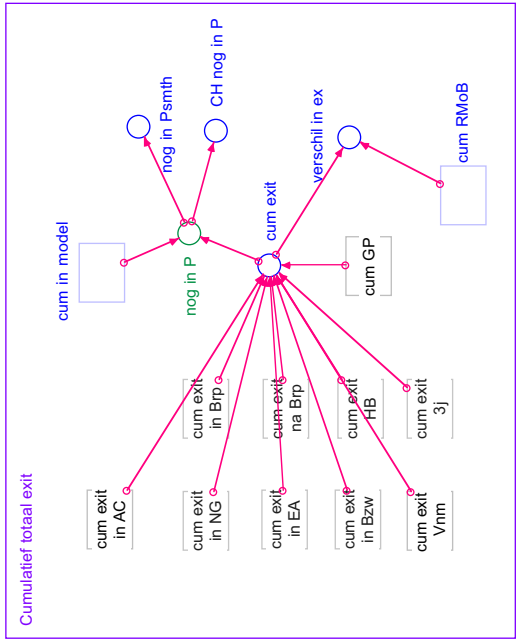 Cumulatief totaal exit
cum in model
nog in Psmth
CH nog in P
nog in P
cum exit
verschil in ex
cum RMoB
cum GP
cum exit
in AC
cum exit
in Brp
cum exit
in NG
cum exit
na Brp
cum exit
in EA
cum exit
HB
cum exit
in Bzw
cum exit
3j
cum exit
Vnm